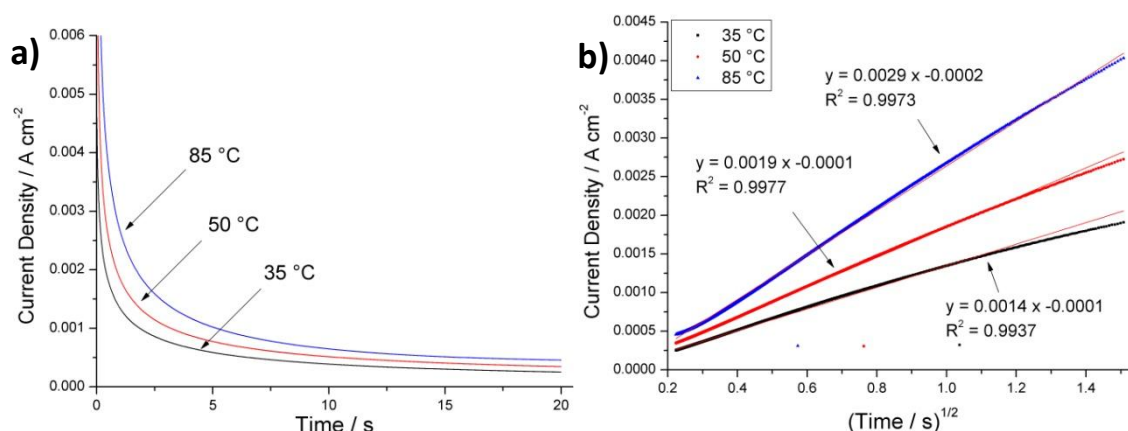 a)
0.006
0.005
0.004
0.003
0.002
0.001
0.000
Current Density / A cm-2
85 °C
50 °C
35 °C
0
5
10
15
20
Time / s
b)
0.0045
0.0040
0.0035
0.0030
0.0025
0.0020
0.0015
0.0010
0.0005
0.0000
Current Density / A cm-2
35 °C
50 °C
85 °C
y = 0.0029 x -0.0002
R2 = 0.9973
y = 0.0019 x -0.0001
R2 = 0.9977
y = 0.0014 x -0.0001
R2 = 0.9937
0.2
0.4
0.6
0.8
1.0
1.2
1.4
(Time / s)1/2